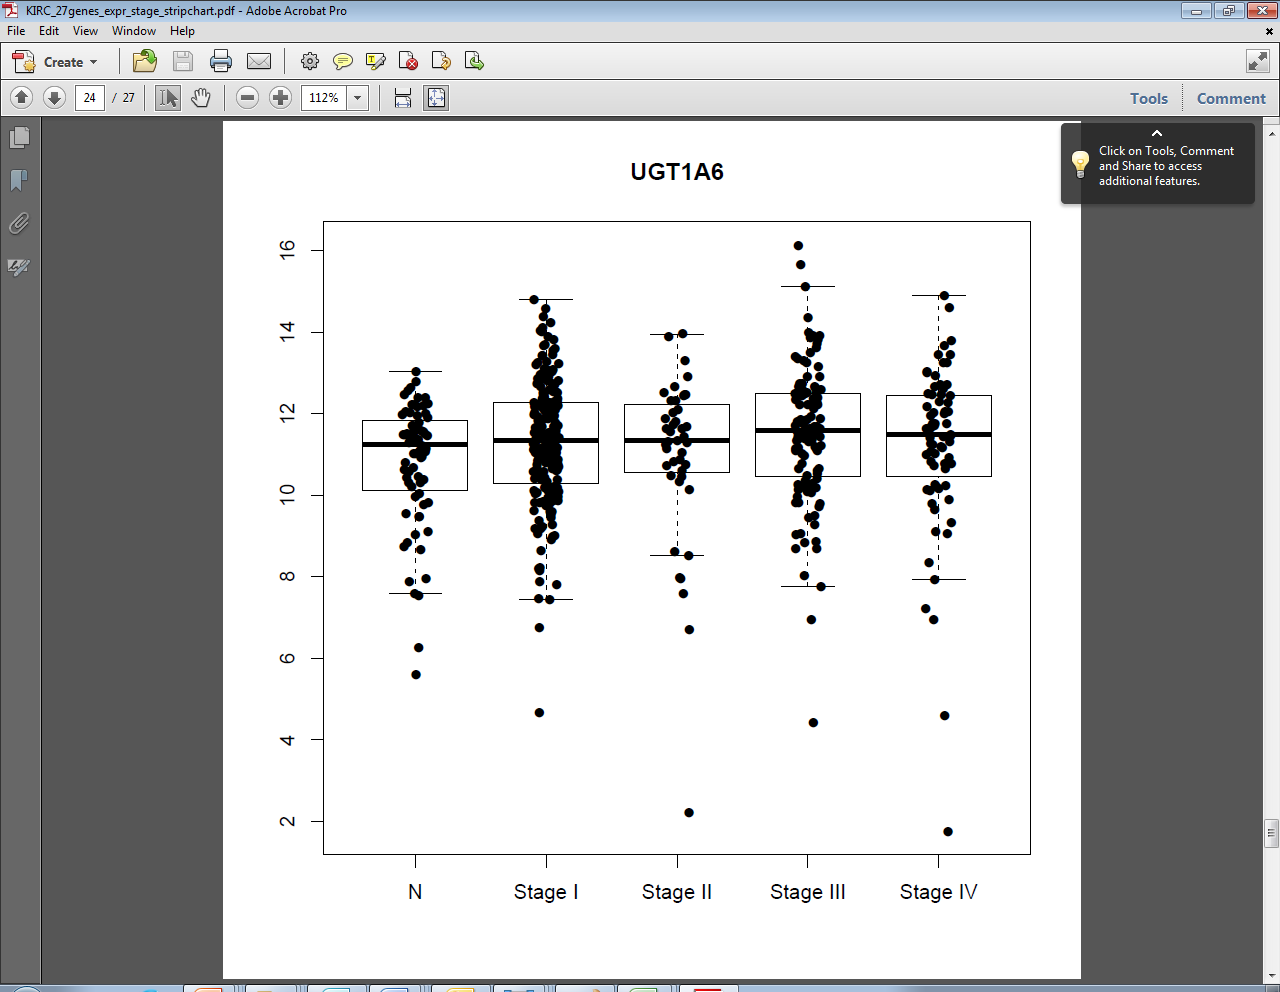 KIRC_27genes_expr_stage_stripchart.pdf - Adobe Acrobat Pro
File Edit View Window Help
Create
24 / 27 112% Tools Comment
Click on Tools, Comment
and Share to access
additional features.
UGT1A6
16
14
12
10
8
6
4
2
N Stage I Stage II Stage III Stage IV